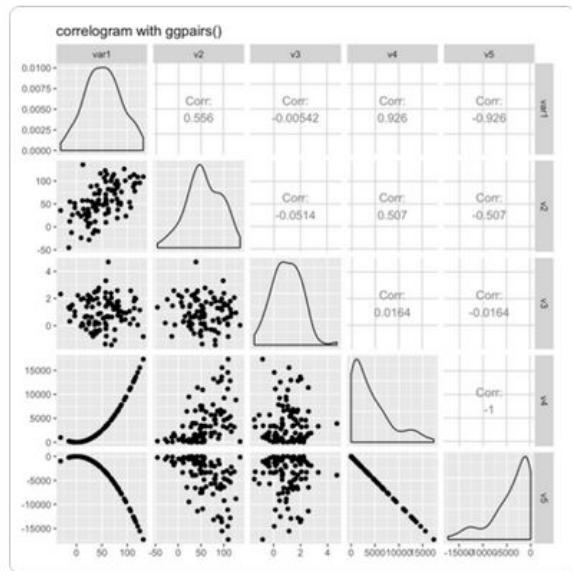 correlogram with ggpairs()
var1 v2 v3 v4 v5
0.0100
0.0075
0.0050
0.0025
0.0000
Corr:
0.556
Corr:
-0.00542
Corr:
0.926
Corr:
-0.926
var1
100
50
0
-50
Corr:
-0.0514
Corr:
0.507
Corr:
-0.507
v2
4
2
0
Corr:
0.0164
Corr:
-0.0164
v3
15000
10000
5000
0
Corr:
-1
v4
0
-5000
-10000
-15000
v5
0 50 100 -50 0 50 100 0 2 4 0 5000 10000 15000 -15000 -10000 -5000 0